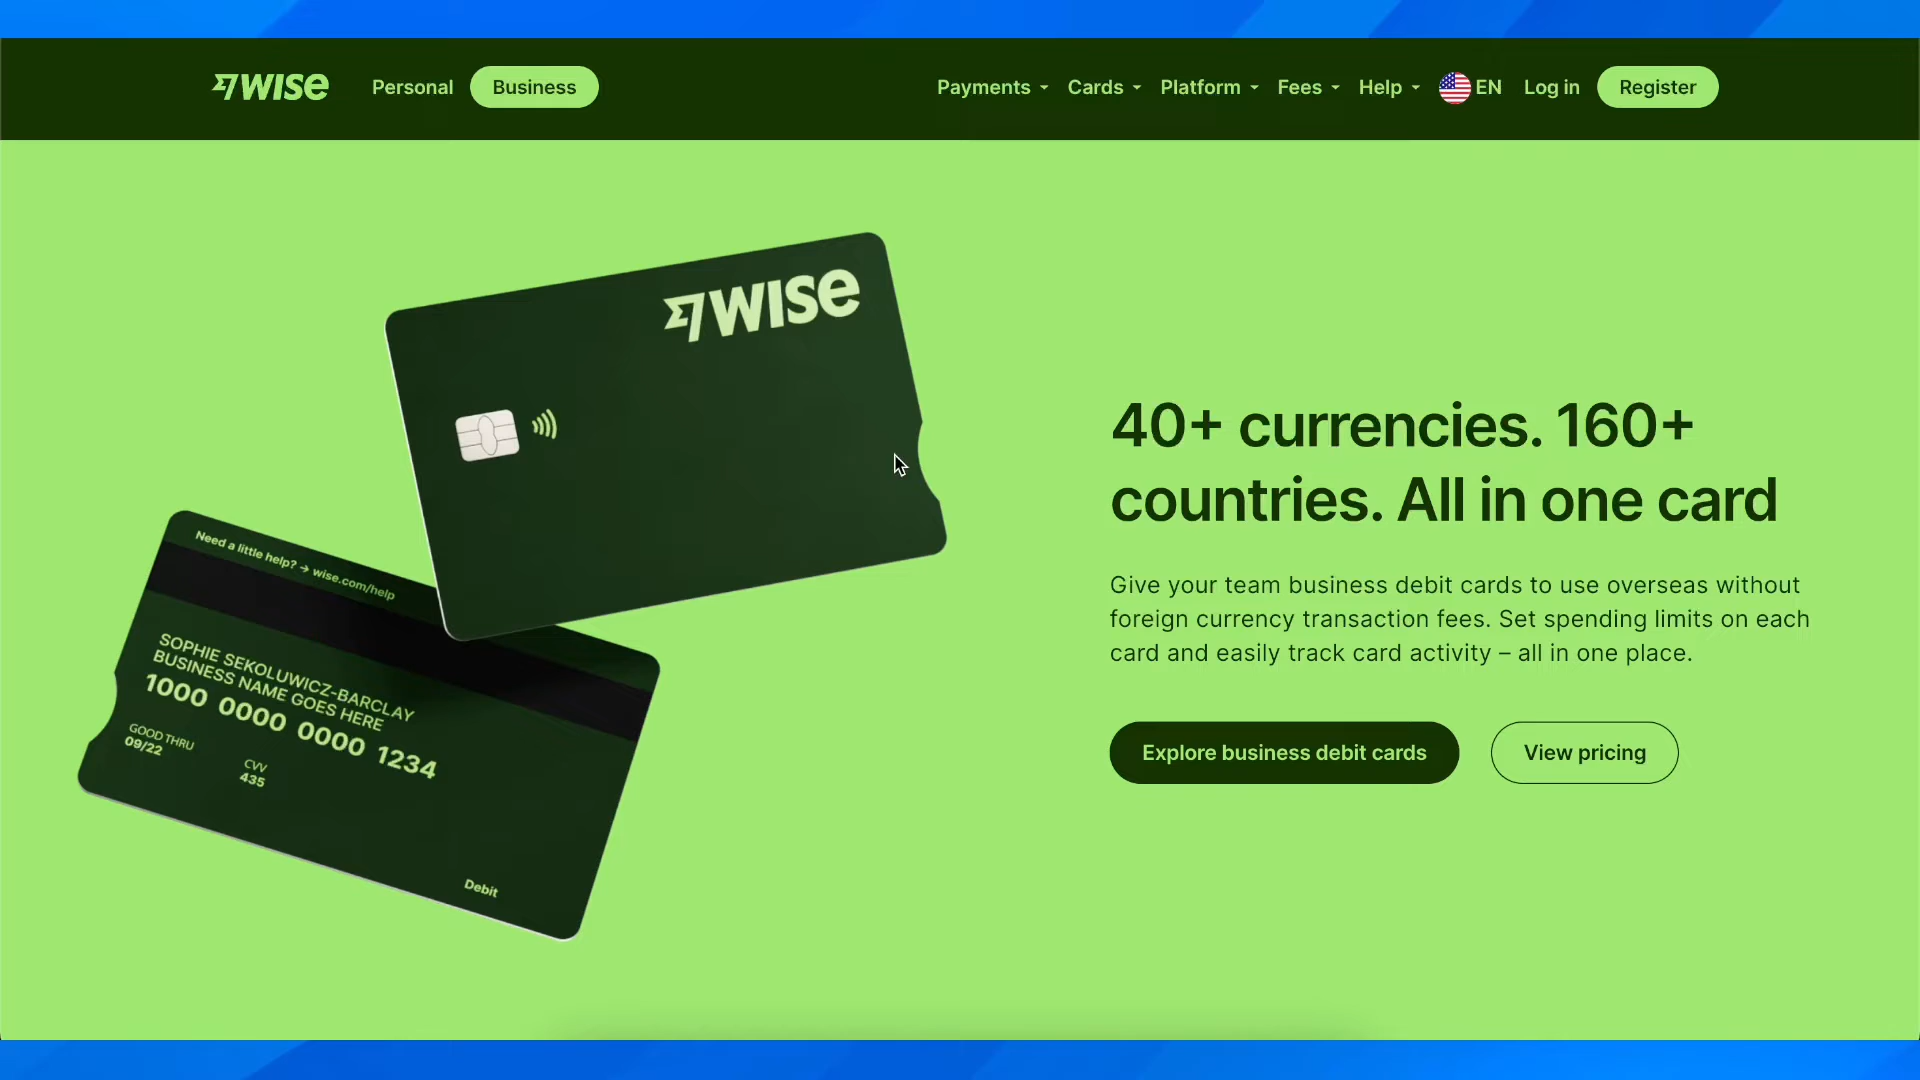 WISE
Personal
Business
Payments
Cards
Platform
Fees
Help
EN
Log in
Register
WISE
Need a little help? → wise.com/help
SOPHIE SEKOLUWICZ-BARCLAY
BUSINESS NAME GOES HERE
1000 0000 0000 1234
GOOD THRU
09/22
CVV
435
Debit
40+ currencies. 160+
countries. All in one card
Give your team business debit cards to use overseas without
foreign currency transaction fees. Set spending limits on each
card and easily track card activity – all in one place.
Explore business debit cards
View pricing